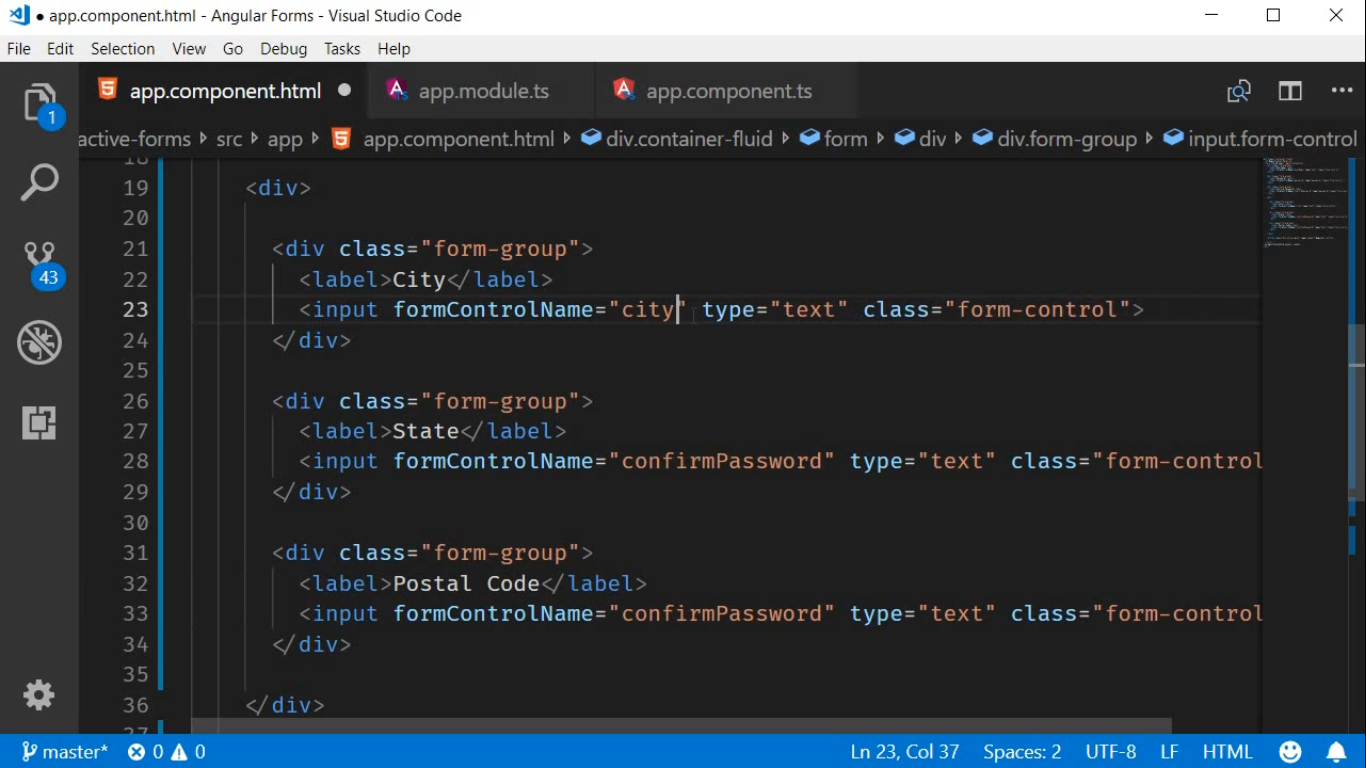 ● app.component.html - Angular Forms - Visual Studio Code
File Edit Selection View Go Debug Tasks Help
app.component.html ● app.module.ts app.component.ts
active-forms src app app.component.html div.container-fluid form div div.form-group input.form-control
1
43
18
19 <div>
20
21 <div class="form-group">
22 <label>City</label>
23 <input formControlName="city" type="text" class="form-control">
24 </div>
25
26 <div class="form-group">
27 <label>State</label>
28 <input formControlName="confirmPassword" type="text" class="form-control
29 </div>
30
31 <div class="form-group">
32 <label>Postal Code</label>
33 <input formControlName="confirmPassword" type="text" class="form-control
34 </div>
35
36 </div>
37
master* 0 0 Ln 23, Col 37 Spaces: 2 UTF-8 LF HTML